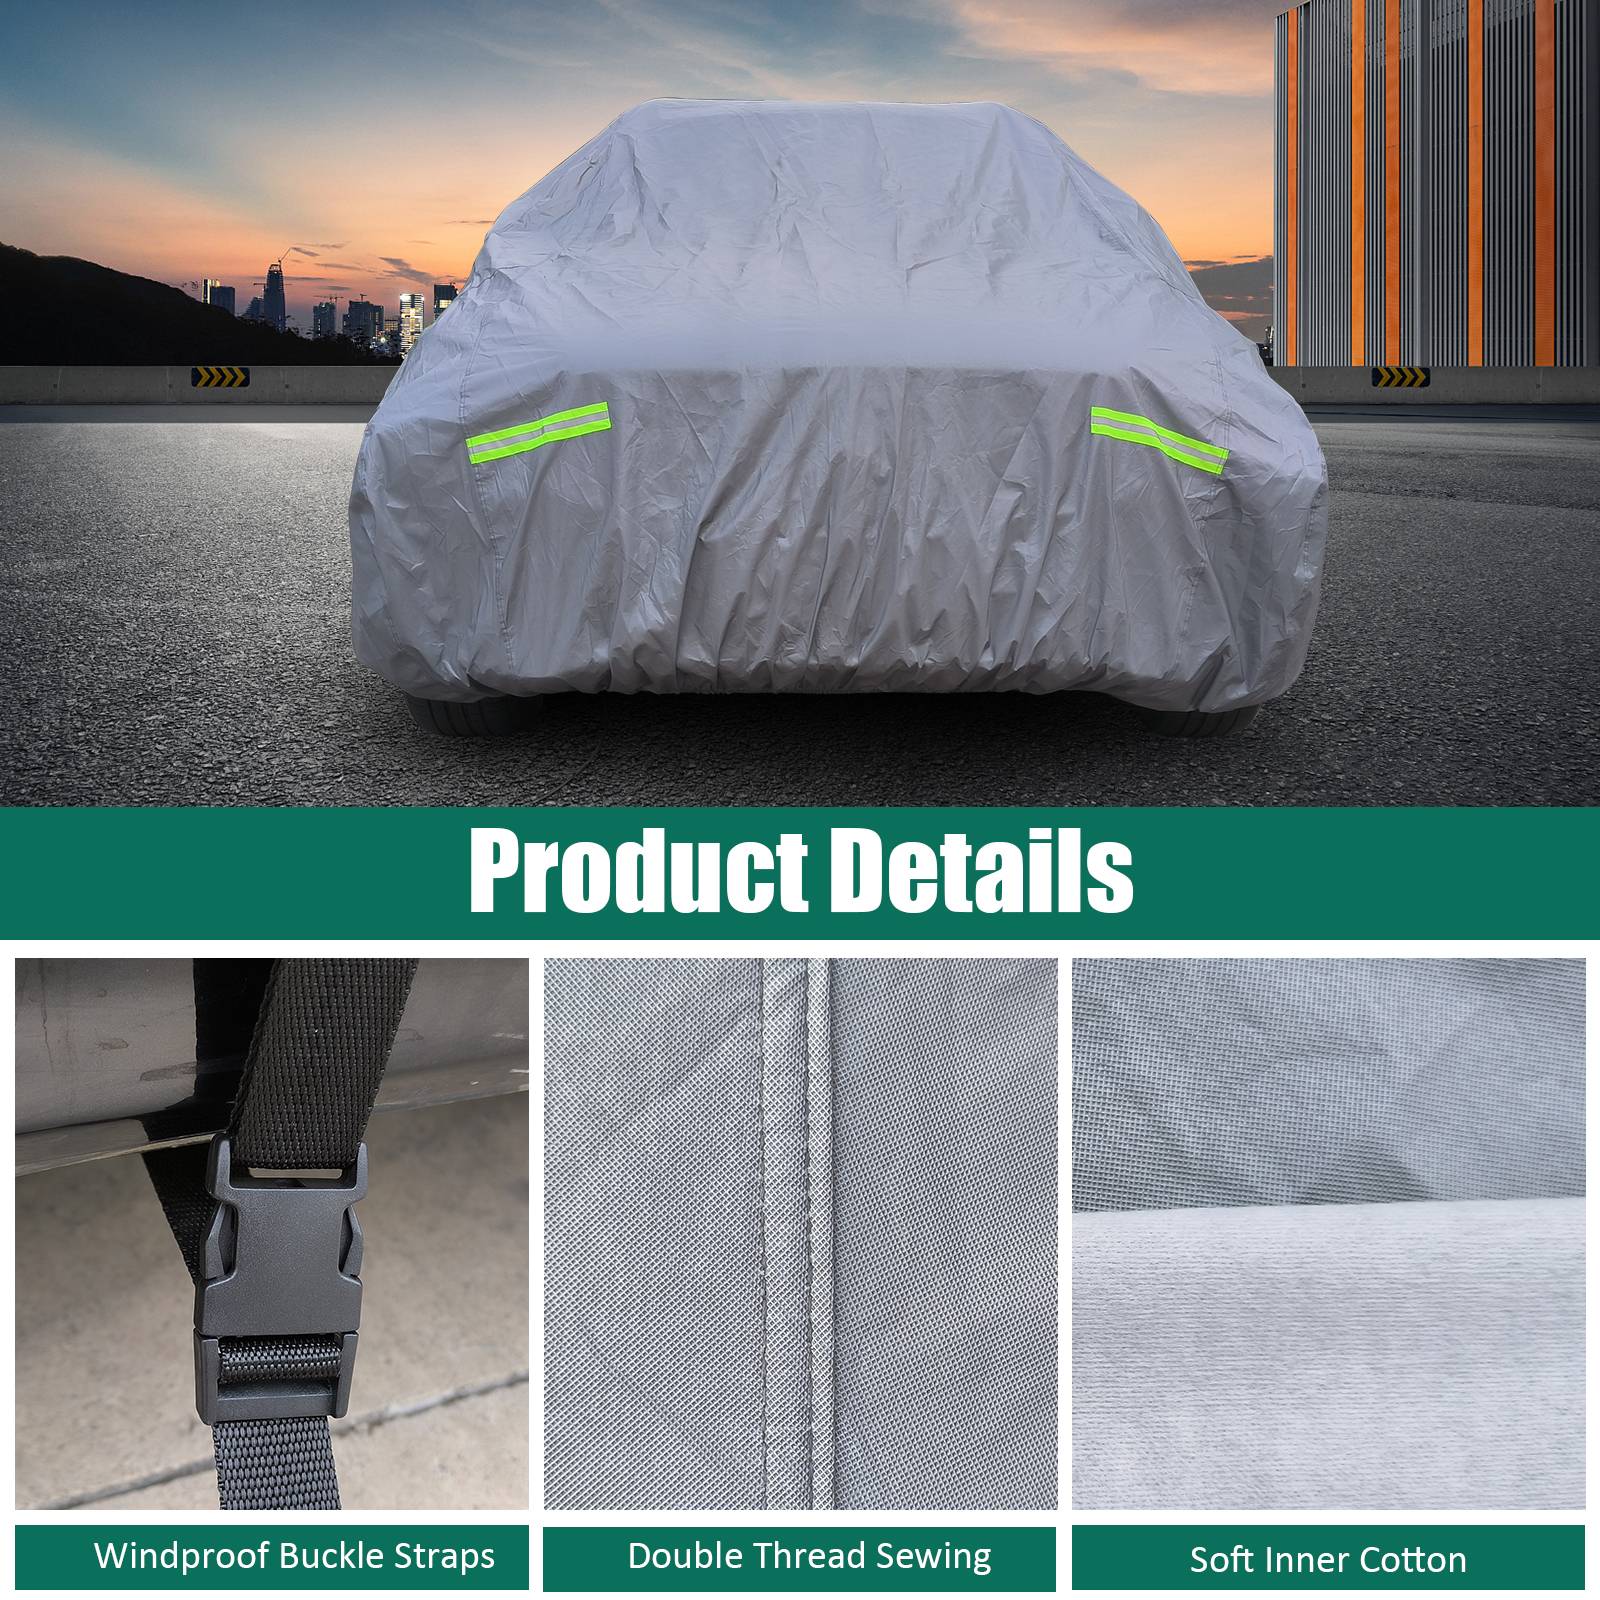 Product Details
Windproof Buckle Straps
Double Thread Sewing
Soft Inner Cotton